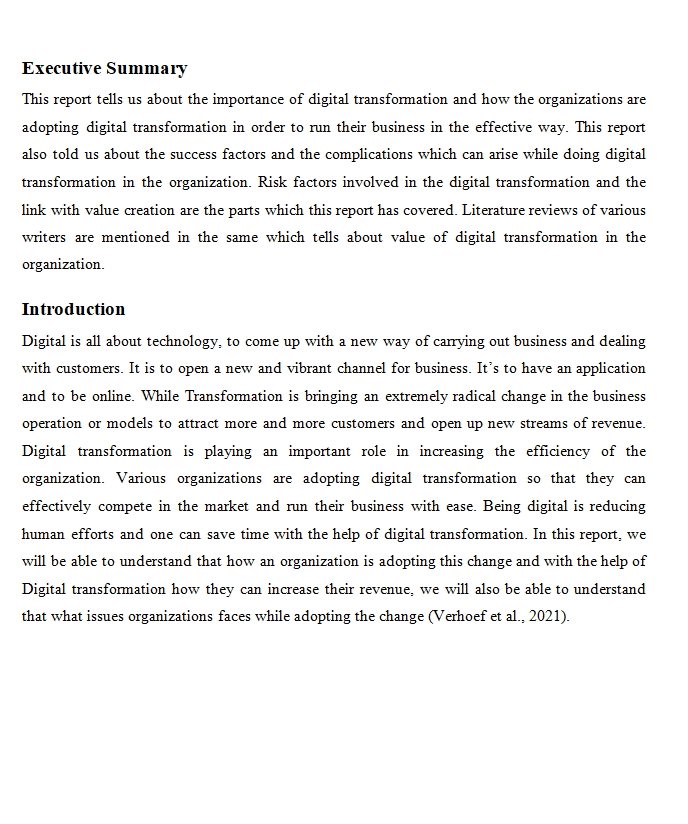 Executive Summary
This report tells us about the importance of digital transformation and how the organizations are
adopting digital transformation in order to run their business in the effective way. This report
also told us about the success factors and the complications which can arise while doing digital
transformation in the organization. Risk factors involved in the digital transformation and the
link with value creation are the parts which this report has covered. Literature reviews of various
writers are mentioned in the same which tells about value of digital transformation in the
organization.
Introduction
Digital is all about technology, to come up with a new way of carrying out business and dealing
with customers. It is to open a new and vibrant channel for business. It’s to have an application
and to be online. While Transformation is bringing an extremely radical change in the business
operation or models to attract more and more customers and open up new streams of revenue.
Digital transformation is playing an important role in increasing the efficiency of the
organization. Various organizations are adopting digital transformation so that they can
effectively compete in the market and run their business with ease. Being digital is reducing
human efforts and one can save time with the help of digital transformation. In this report, we
will be able to understand that how an organization is adopting this change and with the help of
Digital transformation how they can increase their revenue, we will also be able to understand
that what issues organizations faces while adopting the change (Verhoef et al., 2021).